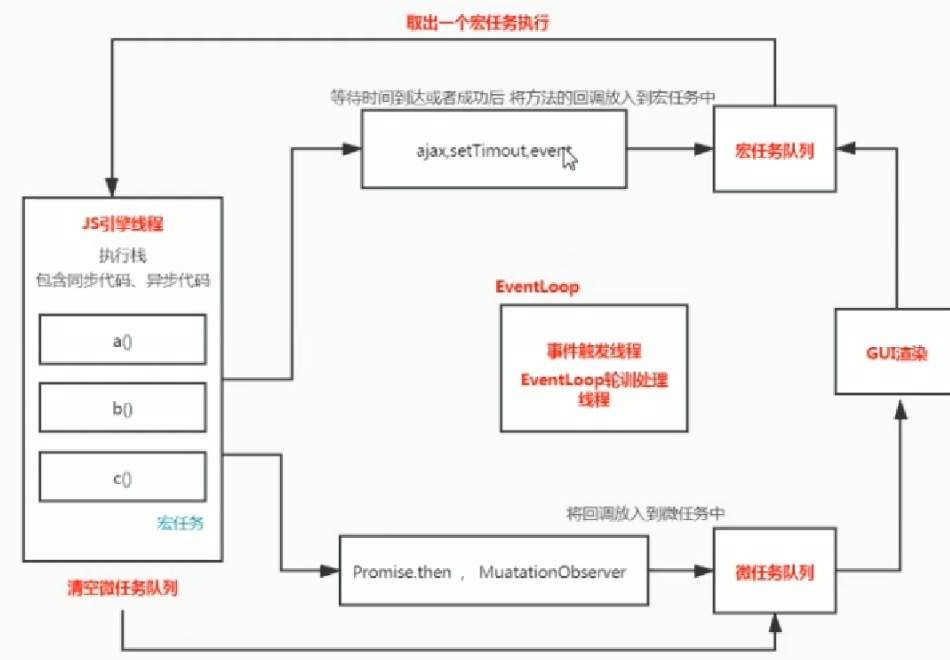 取出一个宏任务执行
等待时间到达或者成功后 将方法的回调放入到宏任务中
ajax,setTimout,event
宏任务队列
JS引擎线程
执行栈
包含同步代码、异步代码
a()
b()
c()
宏任务
清空微任务队列
EventLoop
事件触发线程
EventLoop轮训处理
线程
GUI渲染
将回调放入到微任务中
Promise.then ， MuatationObserver
微任务队列